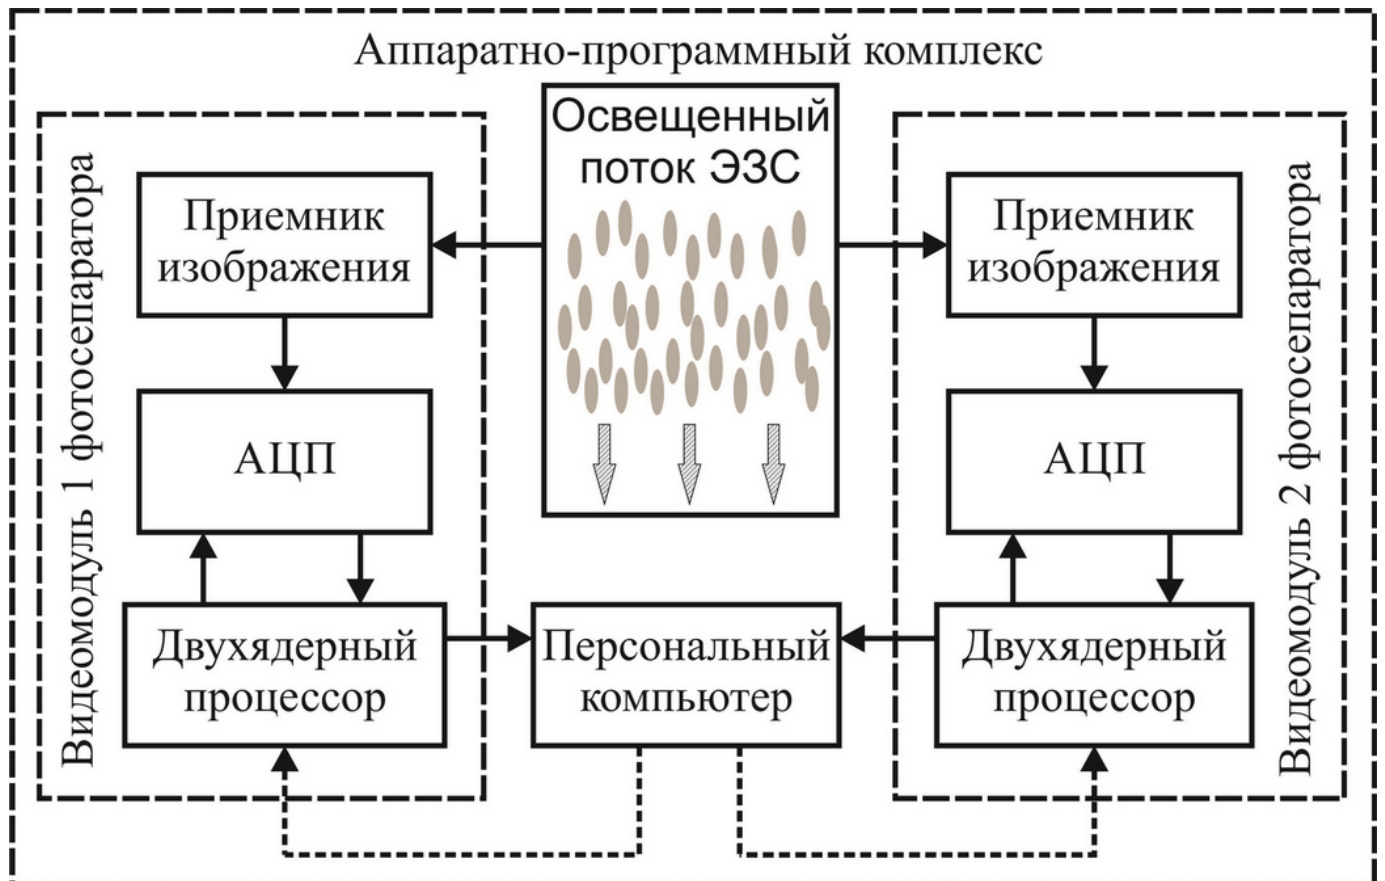 Аппаратно-программный комплекс
Видеомодуль 1 фотосепаратора
Приемник
изображения
АЦП
Двухядерный
процессор
Освещенный
поток ЭЗС
Персональный
компьютер
Приемник
изображения
АЦП
Двухядерный
процессор
Видеомодуль 2 фотосепаратора